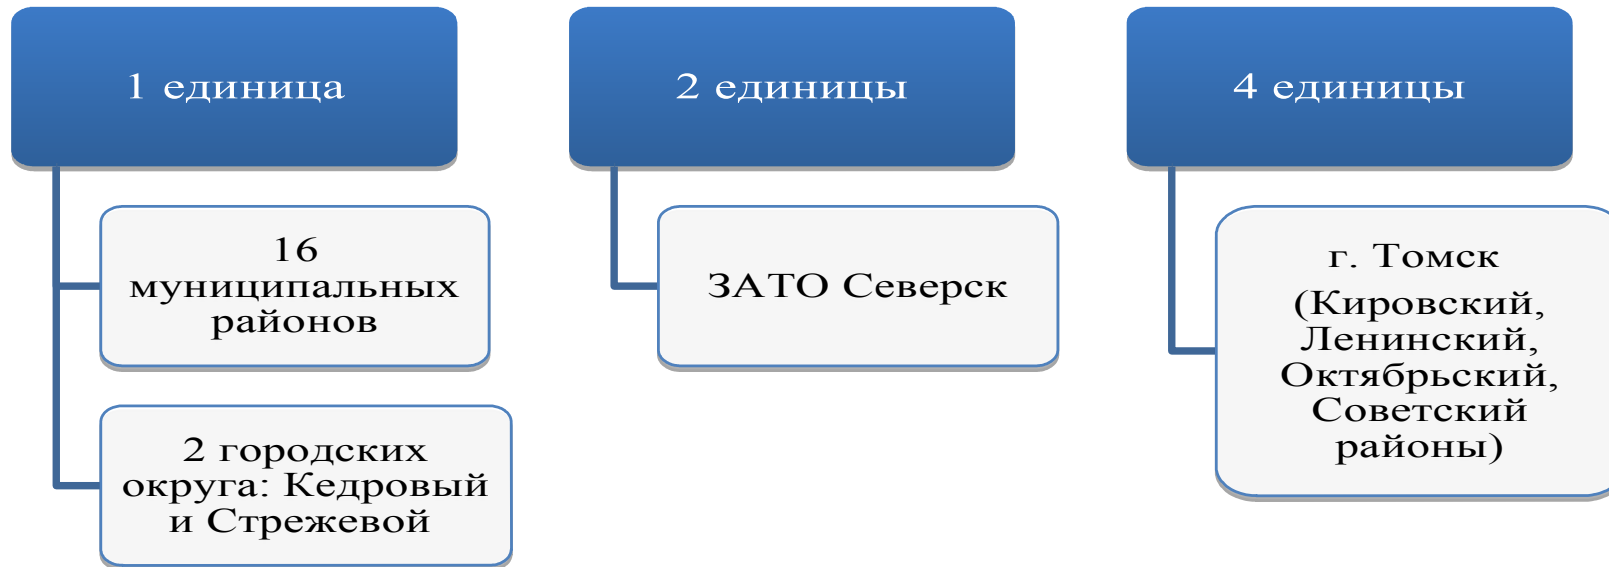 1 единица
16
муниципальных
районов
2 городских
округа: Кедровый
и Стрежевой
2 единицы
ЗАТО Северск
4 единицы
г. Томск
(Кировский,
Ленинский,
Октябрьский,
Советский
районы)